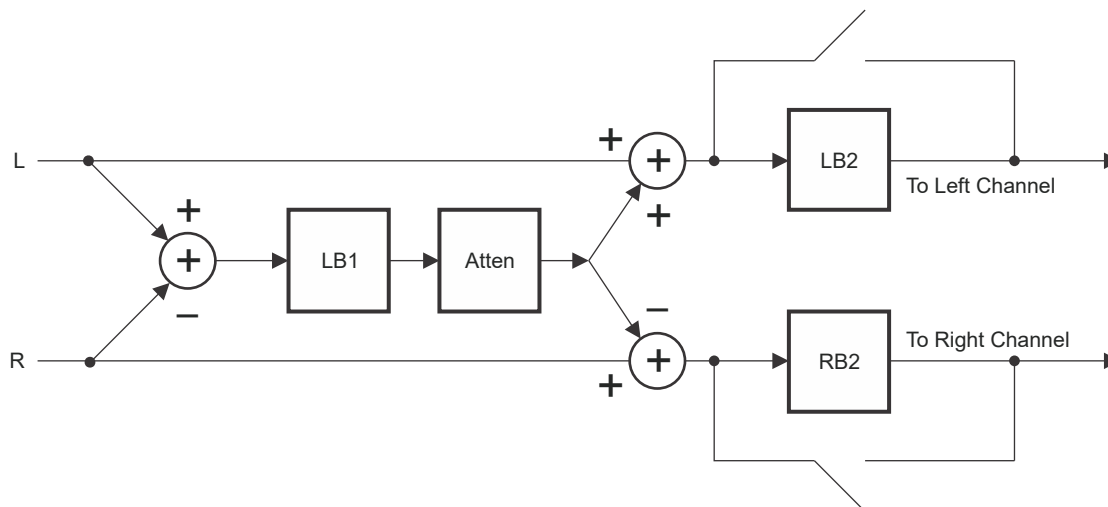 +
L
+
LB2
+
To Left Channel
+
+
+
LB1
Atten
−
−
To Right Channel
R
+
RB2
+